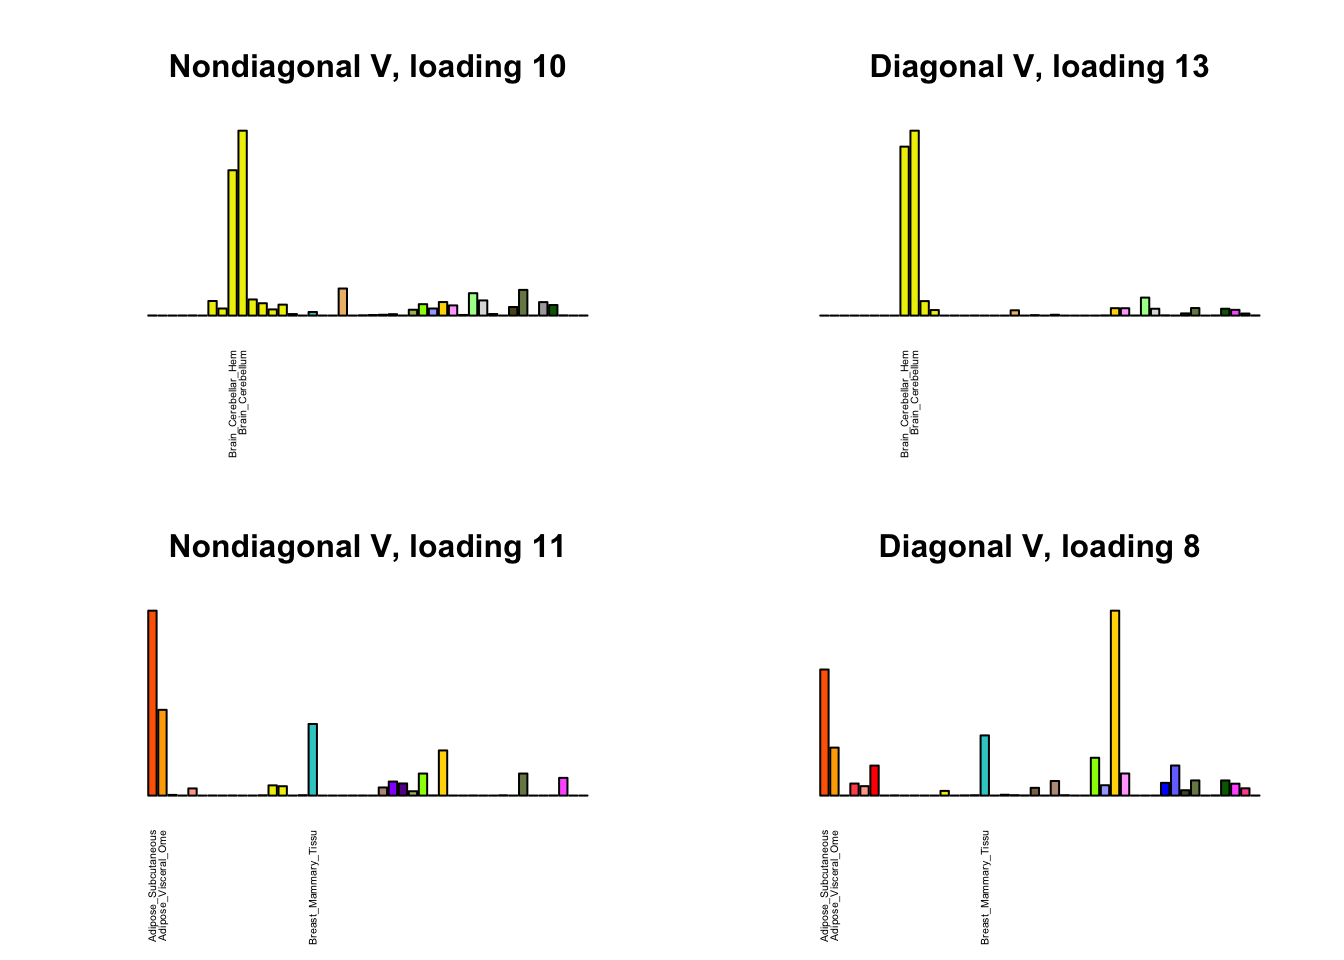 Nondiagonal V, loading 10
Diagonal V, loading 13
Brain_Cerebellar_Hem
Brain_Cerebellum
Brain_Cerebellar_Hem
Brain_Cerebellum
Nondiagonal V, loading 11
Diagonal V, loading 8
Adipose_Subcutaneous
Adipose_Visceral_Ome
Breast_Mammary_Tissu
Adipose_Subcutaneous
Adipose_Visceral_Ome
Breast_Mammary_Tissu